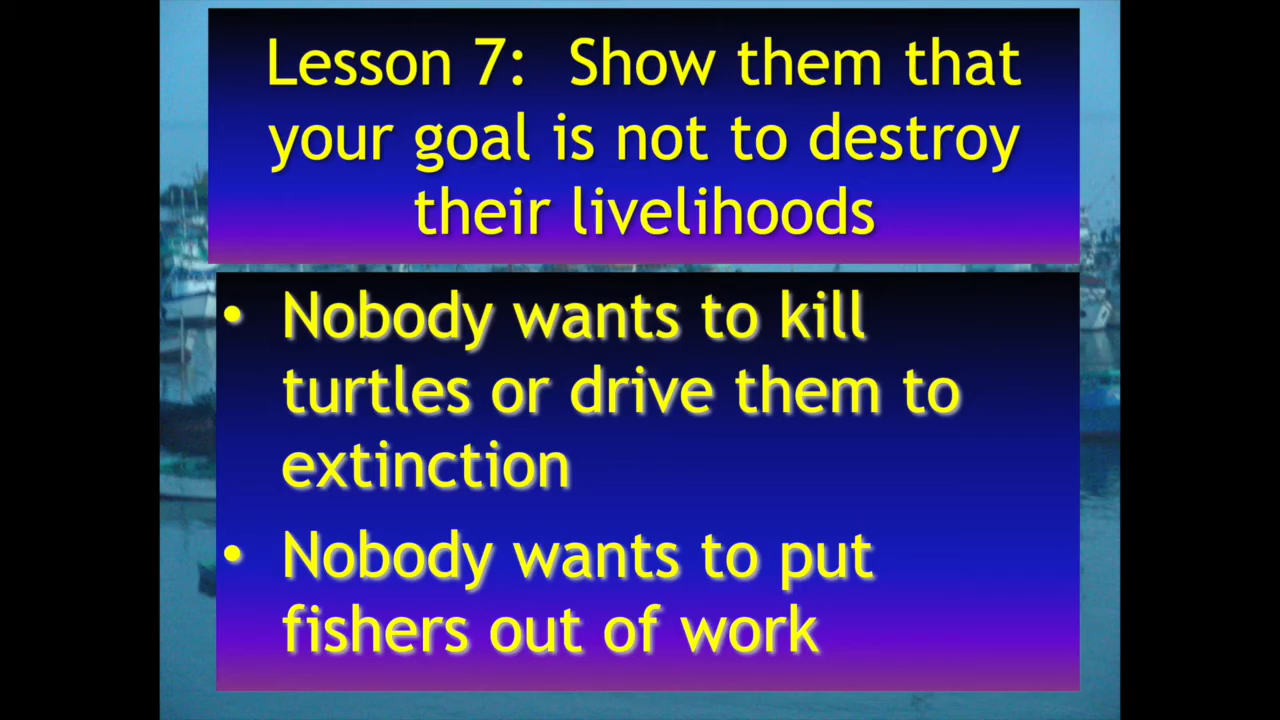 Lesson 7: Show them that
your goal is not to destroy
their livelihoods
• Nobody wants to kill
turtles or drive them to
extinction
• Nobody wants to put
fishers out of work